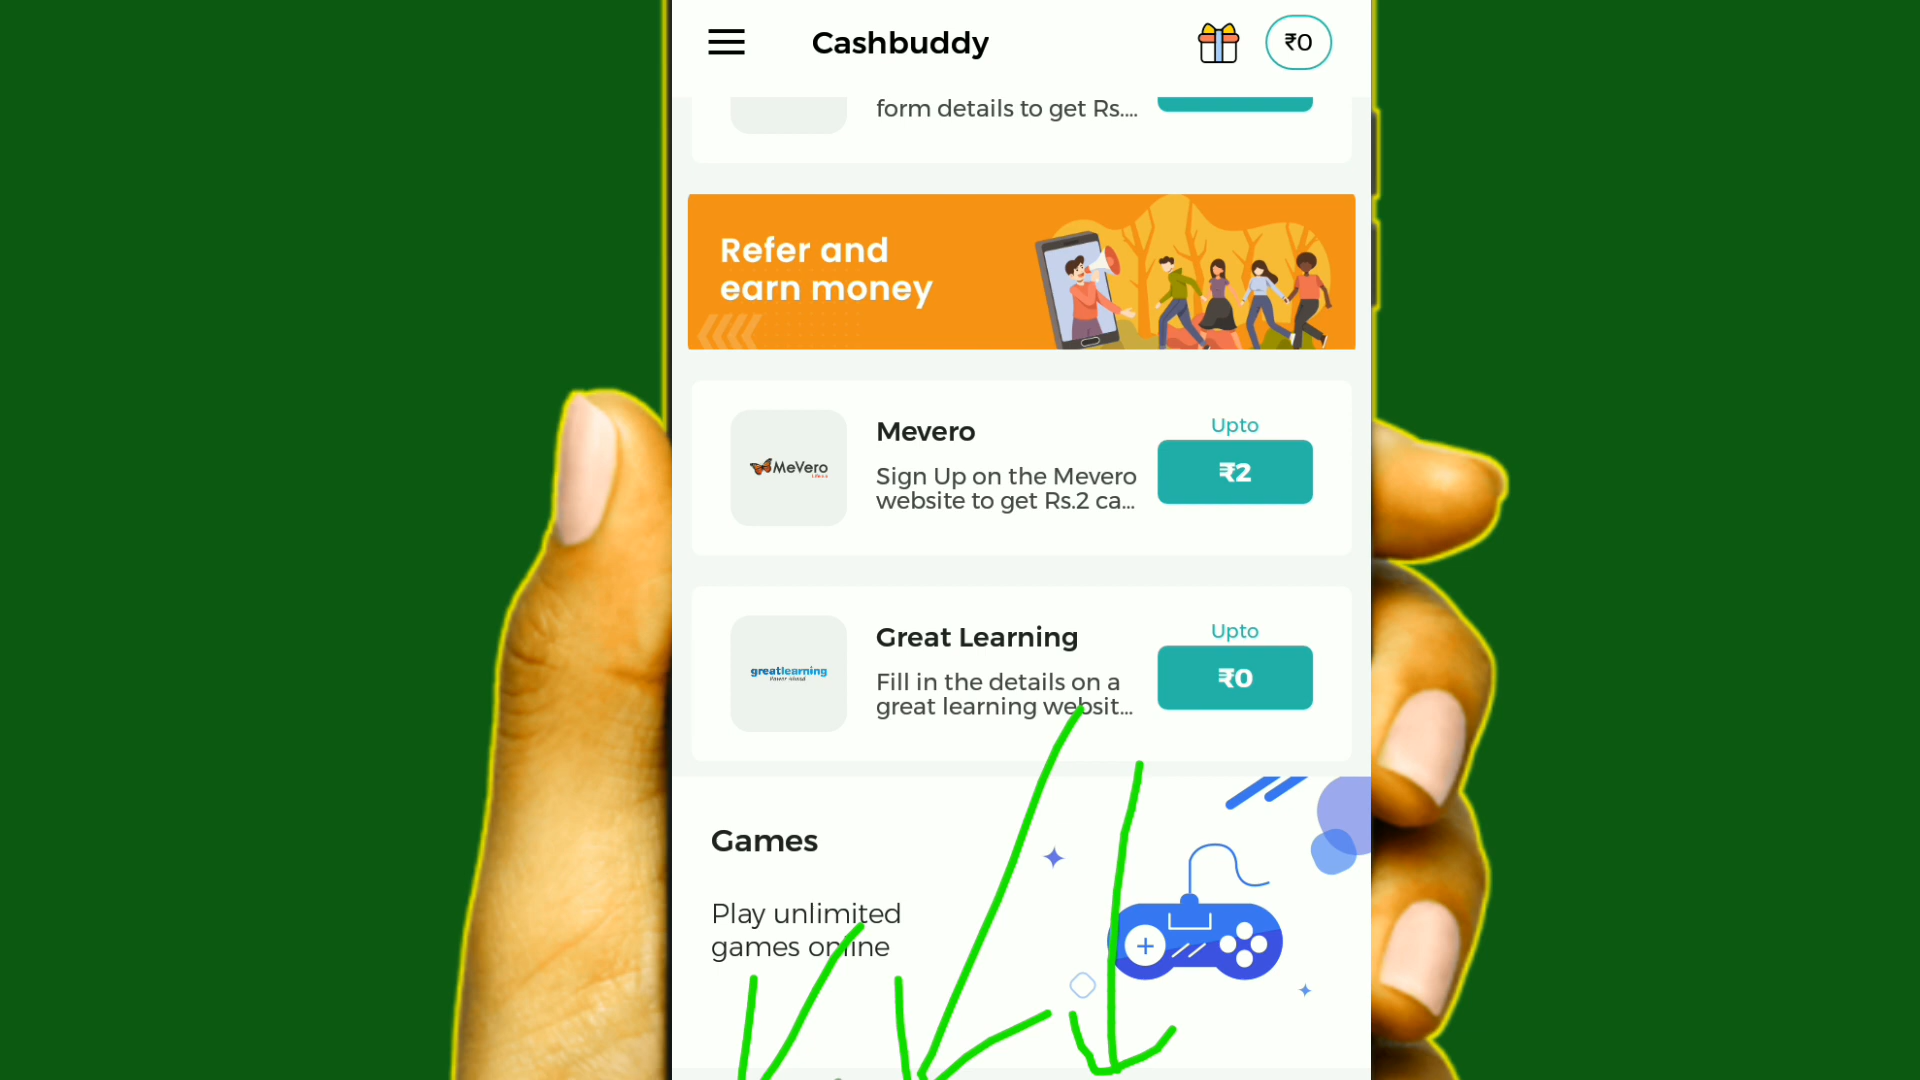 Cashbuddy
₹0
form details to get Rs....
Refer and
earn money
Mevero
Upto
₹2
MeVero
Sign Up on the Mevero
website to get Rs.2 ca...
Great Learning
Upto
₹0
greatlearning
Fill in the details on a
great learning websit...
Games
Play unlimited
games online